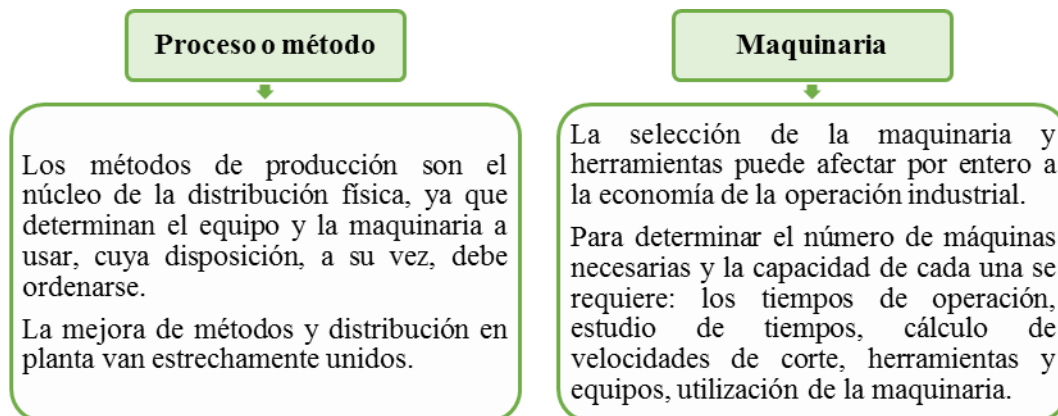 Proceso o método
Los métodos de producción son el
núcleo de la distribución física, ya que
determinan el equipo y la maquinaria a
usar, cuya disposición, a su vez, debe
ordenarse.
La mejora de métodos y distribución en
planta van estrechamente unidos.
Maquinaria
La selección de la maquinaria y
herramientas puede afectar por entero a
la economía de la operación industrial.
Para determinar el número de máquinas
necesarias y la capacidad de cada una se
requiere: los tiempos de operación,
estudio de tiempos, cálculo de
velocidades de corte, herramientas y
equipos, utilización de la maquinaria.